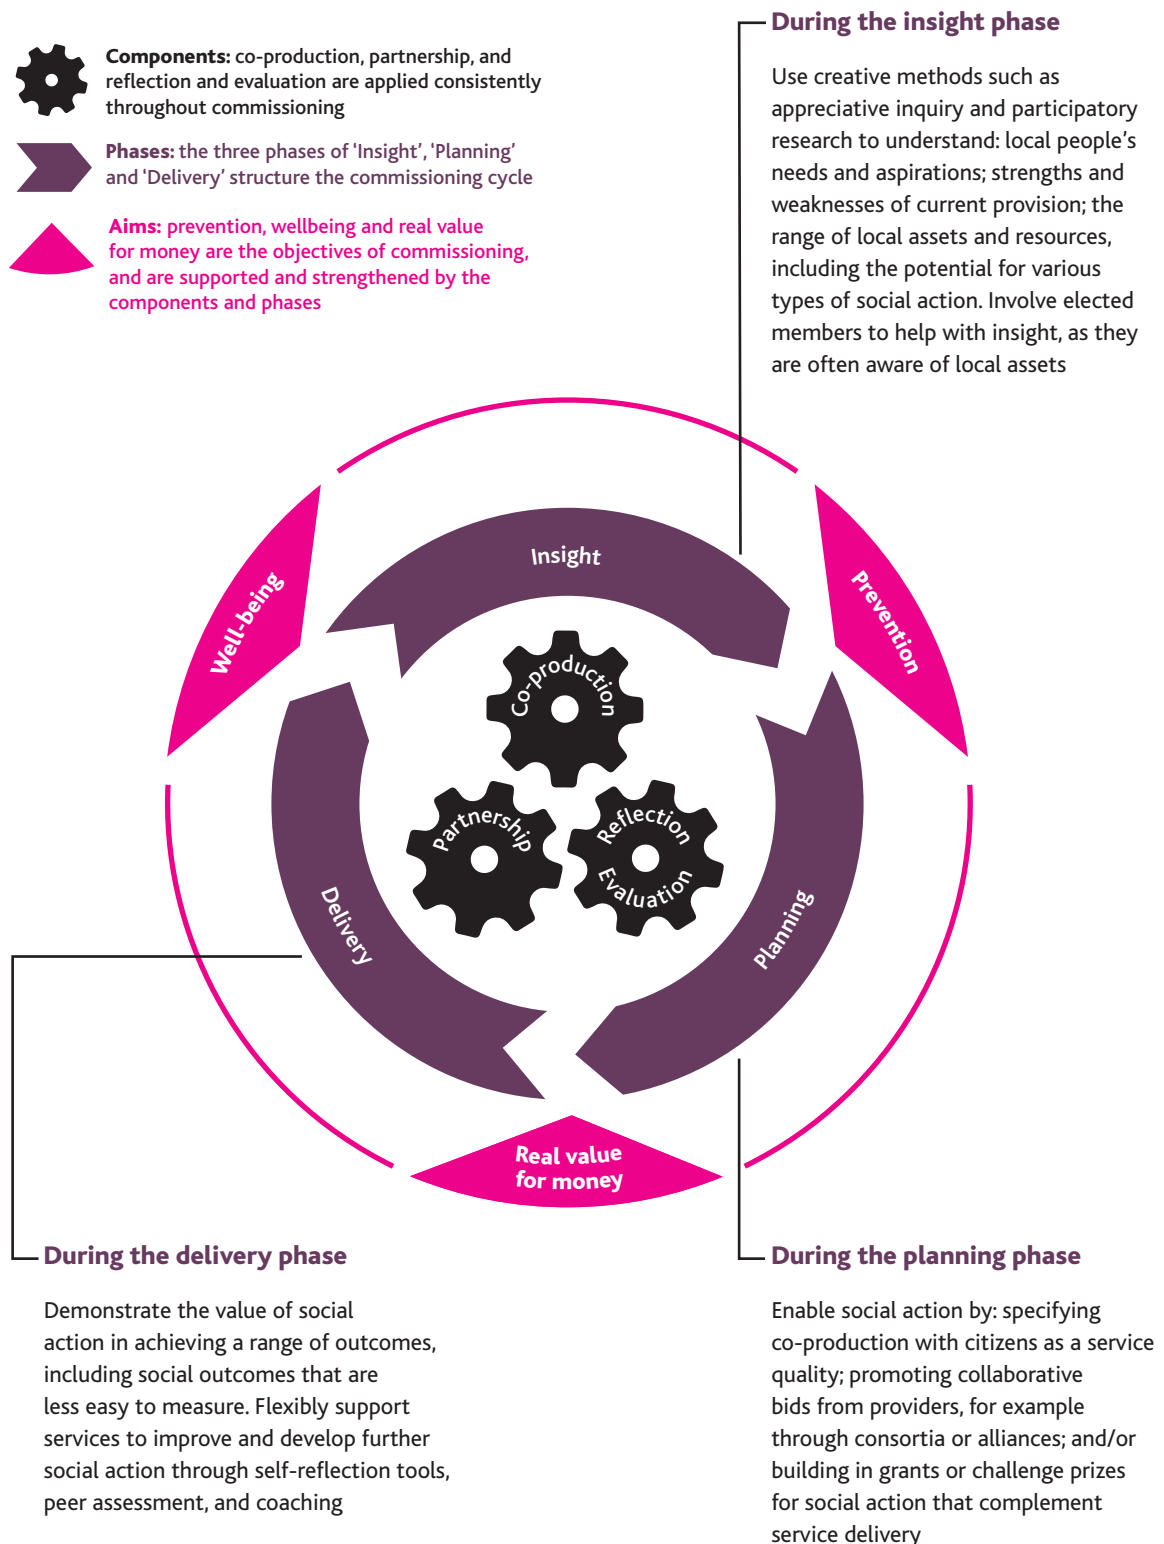 Components: co-production, partnership, and
reflection and evaluation are applied consistently
throughout commissioning
Phases: the three phases of ‘Insight’, ‘Planning’
and ‘Delivery’ structure the commissioning cycle
Aims: prevention, wellbeing and real value
for money are the objectives of commissioning,
and are supported and strengthened by the
components and phases
During the insight phase
Use creative methods such as
appreciative inquiry and participatory
research to understand: local people’s
needs and aspirations; strengths and
weaknesses of current provision; the
range of local assets and resources,
including the potential for various
types of social action. Involve elected
members to help with insight, as they
are often aware of local assets
Insight
Well-being
Prevention
Co-production
Partnership
Reflection
Evaluation
Delivery
Planning
Real value
for money
During the delivery phase
Demonstrate the value of social
action in achieving a range of outcomes,
including social outcomes that are
less easy to measure. Flexibly support
services to improve and develop further
social action through self-reflection tools,
peer assessment, and coaching
During the planning phase
Enable social action by: specifying
co-production with citizens as a service
quality; promoting collaborative
bids from providers, for example
through consortia or alliances; and/or
building in grants or challenge prizes
for social action that complement
service delivery